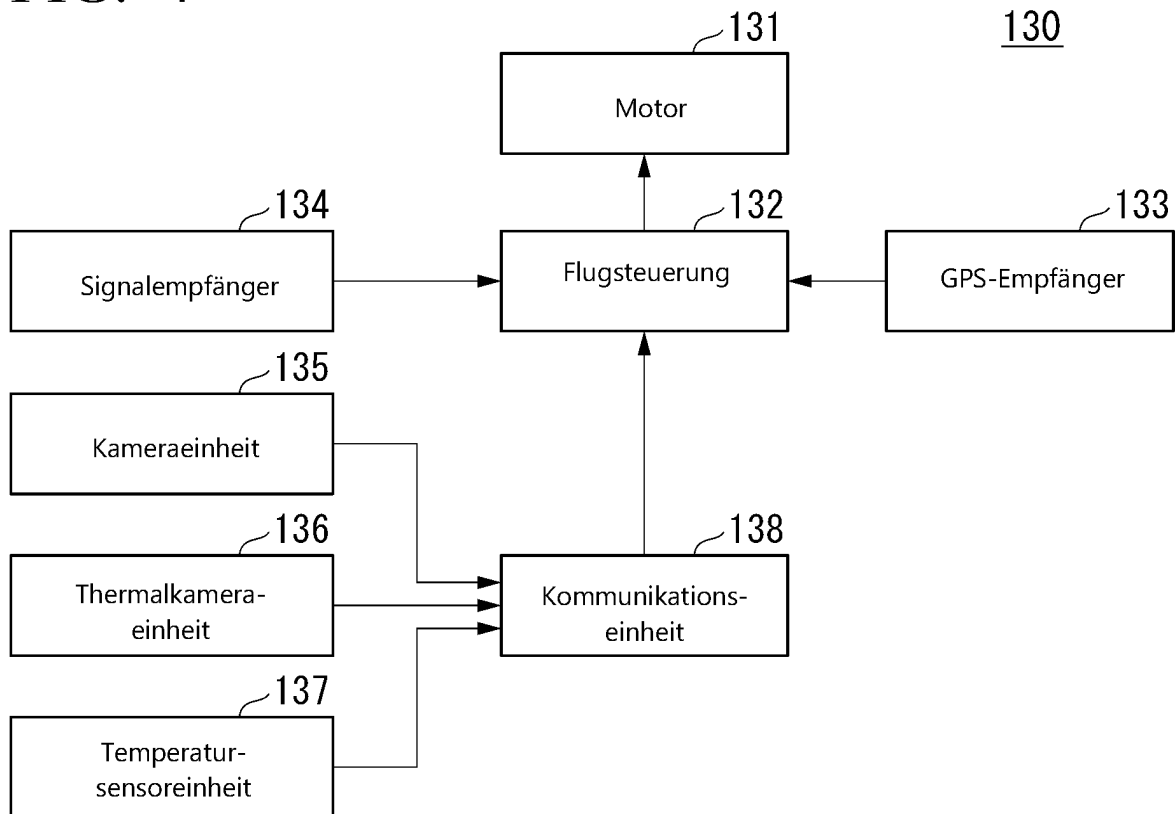 131
130
Motor
134
132
133
Signalempfänger
Flugsteuerung
GPS-Empfänger
135
Kameraeinheit
136
138
Thermalkamera-
einheit
Kommunikations-
einheit
137
Temperatur-
sensoreinheit